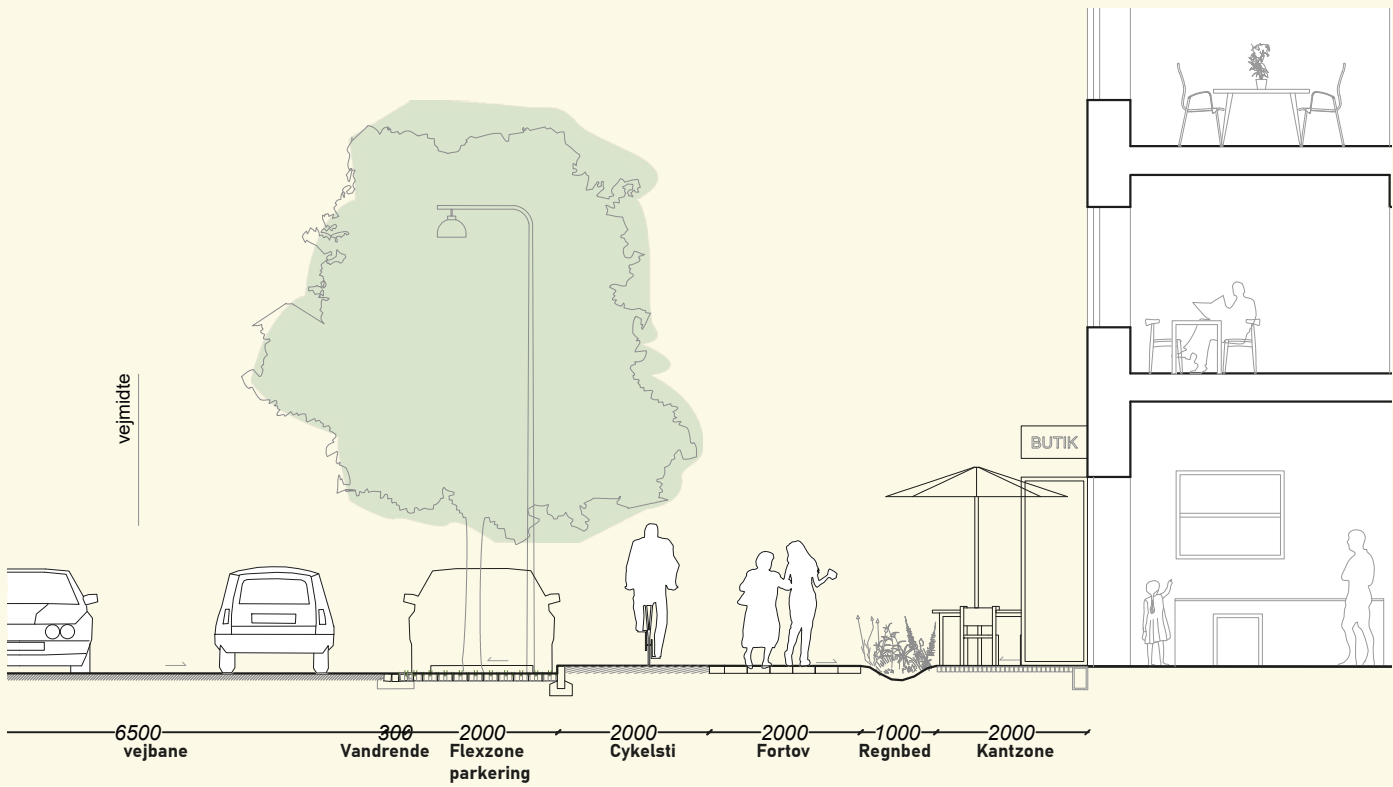 BUTIK
vejmidte
6500 300 2000 2000 2000 1000 2000
vejbane Vandrende Flexzone Cykelsti Fortov Regnbed Kantzone
parkering